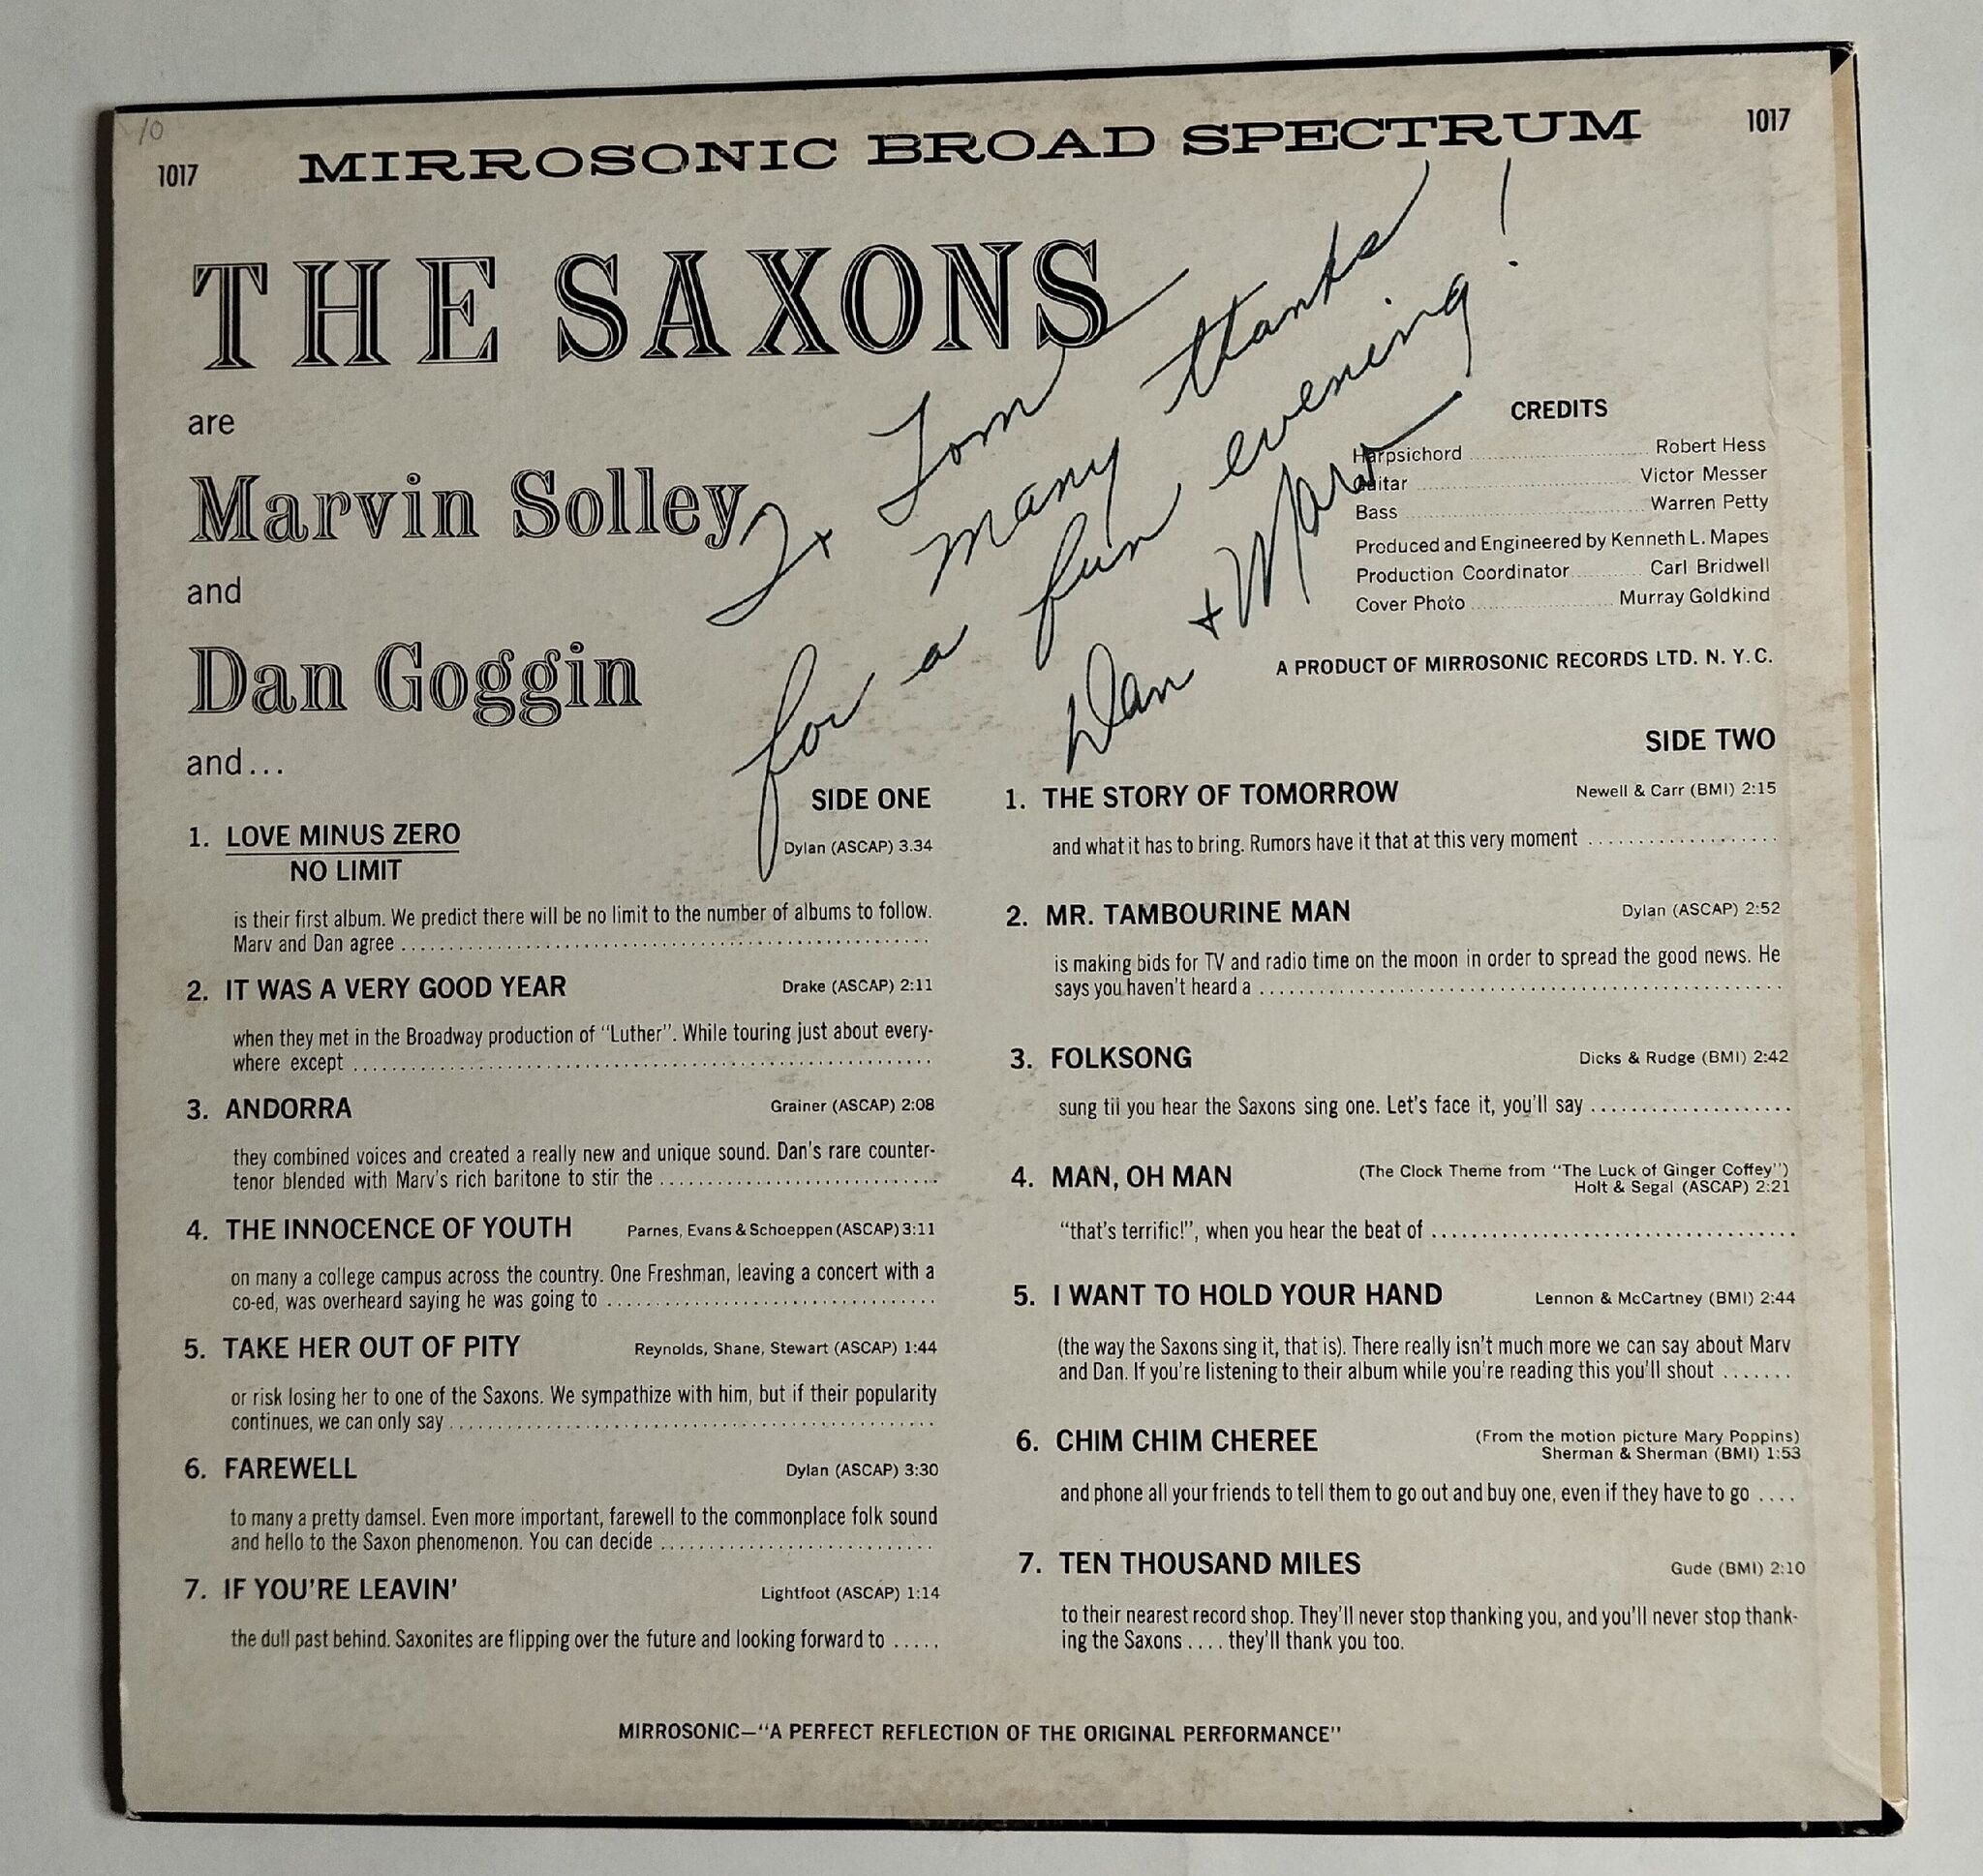 10
1017 MIRROSONIC BROAD SPECTRUM 1017
THE SAXONS
are
Marvin Solley
and
Dan Goggin
and...
To Tom
many thanks
for a fun evening!
Dan + Marv
CREDITS
Harpsichord .......... Robert Hess
Guitar .......... Victor Messer
Bass .......... Warren Petty
Produced and Engineered by Kenneth L. Mapes
Production Coordinator .......... Carl Bridwell
Cover Photo .......... Murray Goldkind
A PRODUCT OF MIRROSONIC RECORDS LTD. N. Y. C.
SIDE ONE
1. LOVE MINUS ZERO
NO LIMIT
Dylan (ASCAP) 3.34
is their first album. We predict there will be no limit to the number of albums to follow.
Marv and Dan agree ..........
2. IT WAS A VERY GOOD YEAR Drake (ASCAP) 2:11
when they met in the Broadway production of "Luther". While touring just about every-
where except ..........
3. ANDORRA Grainer (ASCAP) 2:08
they combined voices and created a really new and unique sound. Dan's rare counter-
tenor blended with Marv's rich baritone to stir the ..........
4. THE INNOCENCE OF YOUTH Parnes, Evans & Schoeppen (ASCAP) 3:11
on many a college campus across the country. One Freshman, leaving a concert with a
co-ed, was overheard saying he was going to ..........
5. TAKE HER OUT OF PITY Reynolds, Shane, Stewart (ASCAP) 1:44
or risk losing her to one of the Saxons. We sympathize with him, but if their popularity
continues, we can only say ..........
6. FAREWELL Dylan (ASCAP) 3:30
to many a pretty damsel. Even more important, farewell to the commonplace folk sound
and hello to the Saxon phenomenon. You can decide ..........
7. IF YOU'RE LEAVIN' Lightfoot (ASCAP) 1:14
the dull past behind. Saxonites are flipping over the future and looking forward to .....
SIDE TWO
1. THE STORY OF TOMORROW Newell & Carr (BMI) 2:15
and what it has to bring. Rumors have it that at this very moment ..........
2. MR. TAMBOURINE MAN Dylan (ASCAP) 2:52
is making bids for TV and radio time on the moon in order to spread the good news. He
says you haven't heard a ..........
3. FOLKSONG Dicks & Rudge (BMI) 2:42
sung til you hear the Saxons sing one. Let's face it, you'll say ..........
4. MAN, OH MAN (The Clock Theme from "The Luck of Ginger Coffey")
Holt & Segal (ASCAP) 2:21
"that's terrific!", when you hear the beat of ..........
5. I WANT TO HOLD YOUR HAND Lennon & McCartney (BMI) 2:44
(the way the Saxons sing it, that is). There really isn't much more we can say about Marv
and Dan. If you're listening to their album while you're reading this you'll shout .......
6. CHIM CHIM CHEREE (From the motion picture Mary Poppins)
Sherman & Sherman (BMI) 1:53
and phone all your friends to tell them to go out and buy one, even if they have to go ....
7. TEN THOUSAND MILES Gude (BMI) 2:10
to their nearest record shop. They'll never stop thanking you, and you'll never stop thank-
ing the Saxons .... they'll thank you too.
MIRROSONIC—"A PERFECT REFLECTION OF THE ORIGINAL PERFORMANCE"